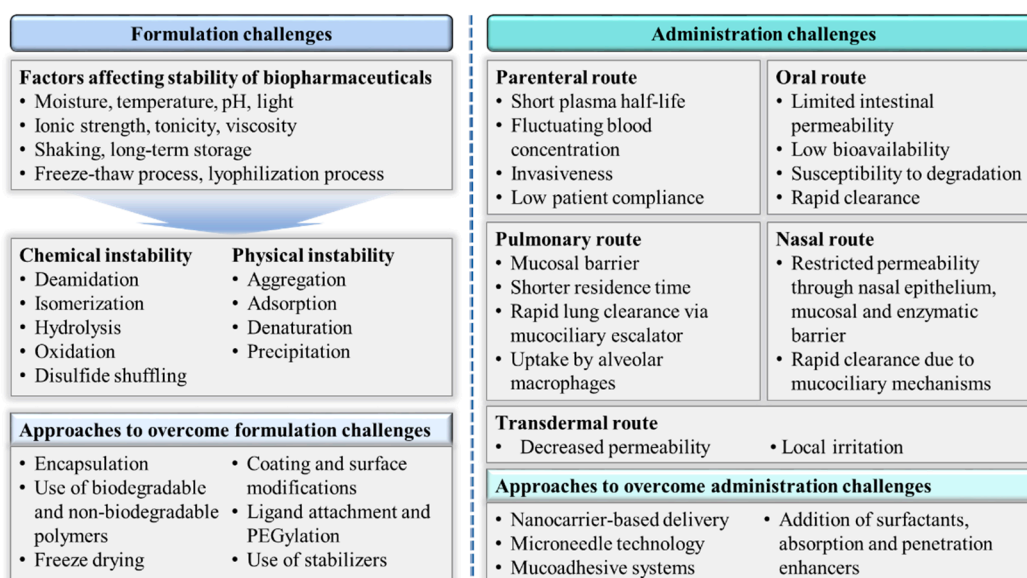 Formulation challenges
Factors affecting stability of biopharmaceuticals
• Moisture, temperature, pH, light
• Ionic strength, tonicity, viscosity
• Shaking, long-term storage
• Freeze-thaw process, lyophilization process
Chemical instability
• Deamidation
• Isomerization
• Hydrolysis
• Oxidation
• Disulfide shuffling
Physical instability
• Aggregation
• Adsorption
• Denaturation
• Precipitation
Approaches to overcome formulation challenges
• Encapsulation
• Use of biodegradable
and non-biodegradable
polymers
• Freeze drying
• Coating and surface
modifications
• Ligand attachment and
PEGylation
• Use of stabilizers
Administration challenges
Parenteral route
• Short plasma half-life
• Fluctuating blood
concentration
• Invasiveness
• Low patient compliance
Oral route
• Limited intestinal
permeability
• Low bioavailability
• Susceptibility to degradation
• Rapid clearance
Pulmonary route
• Mucosal barrier
• Shorter residence time
• Rapid lung clearance via
mucociliary escalator
• Uptake by alveolar
macrophages
Nasal route
• Restricted permeability
through nasal epithelium,
mucosal and enzymatic
barrier
• Rapid clearance due to
mucociliary mechanisms
Transdermal route
• Decreased permeability
• Local irritation
Approaches to overcome administration challenges
• Nanocarrier-based delivery
• Microneedle technology
• Mucoadhesive systems
• Addition of surfactants,
absorption and penetration
enhancers